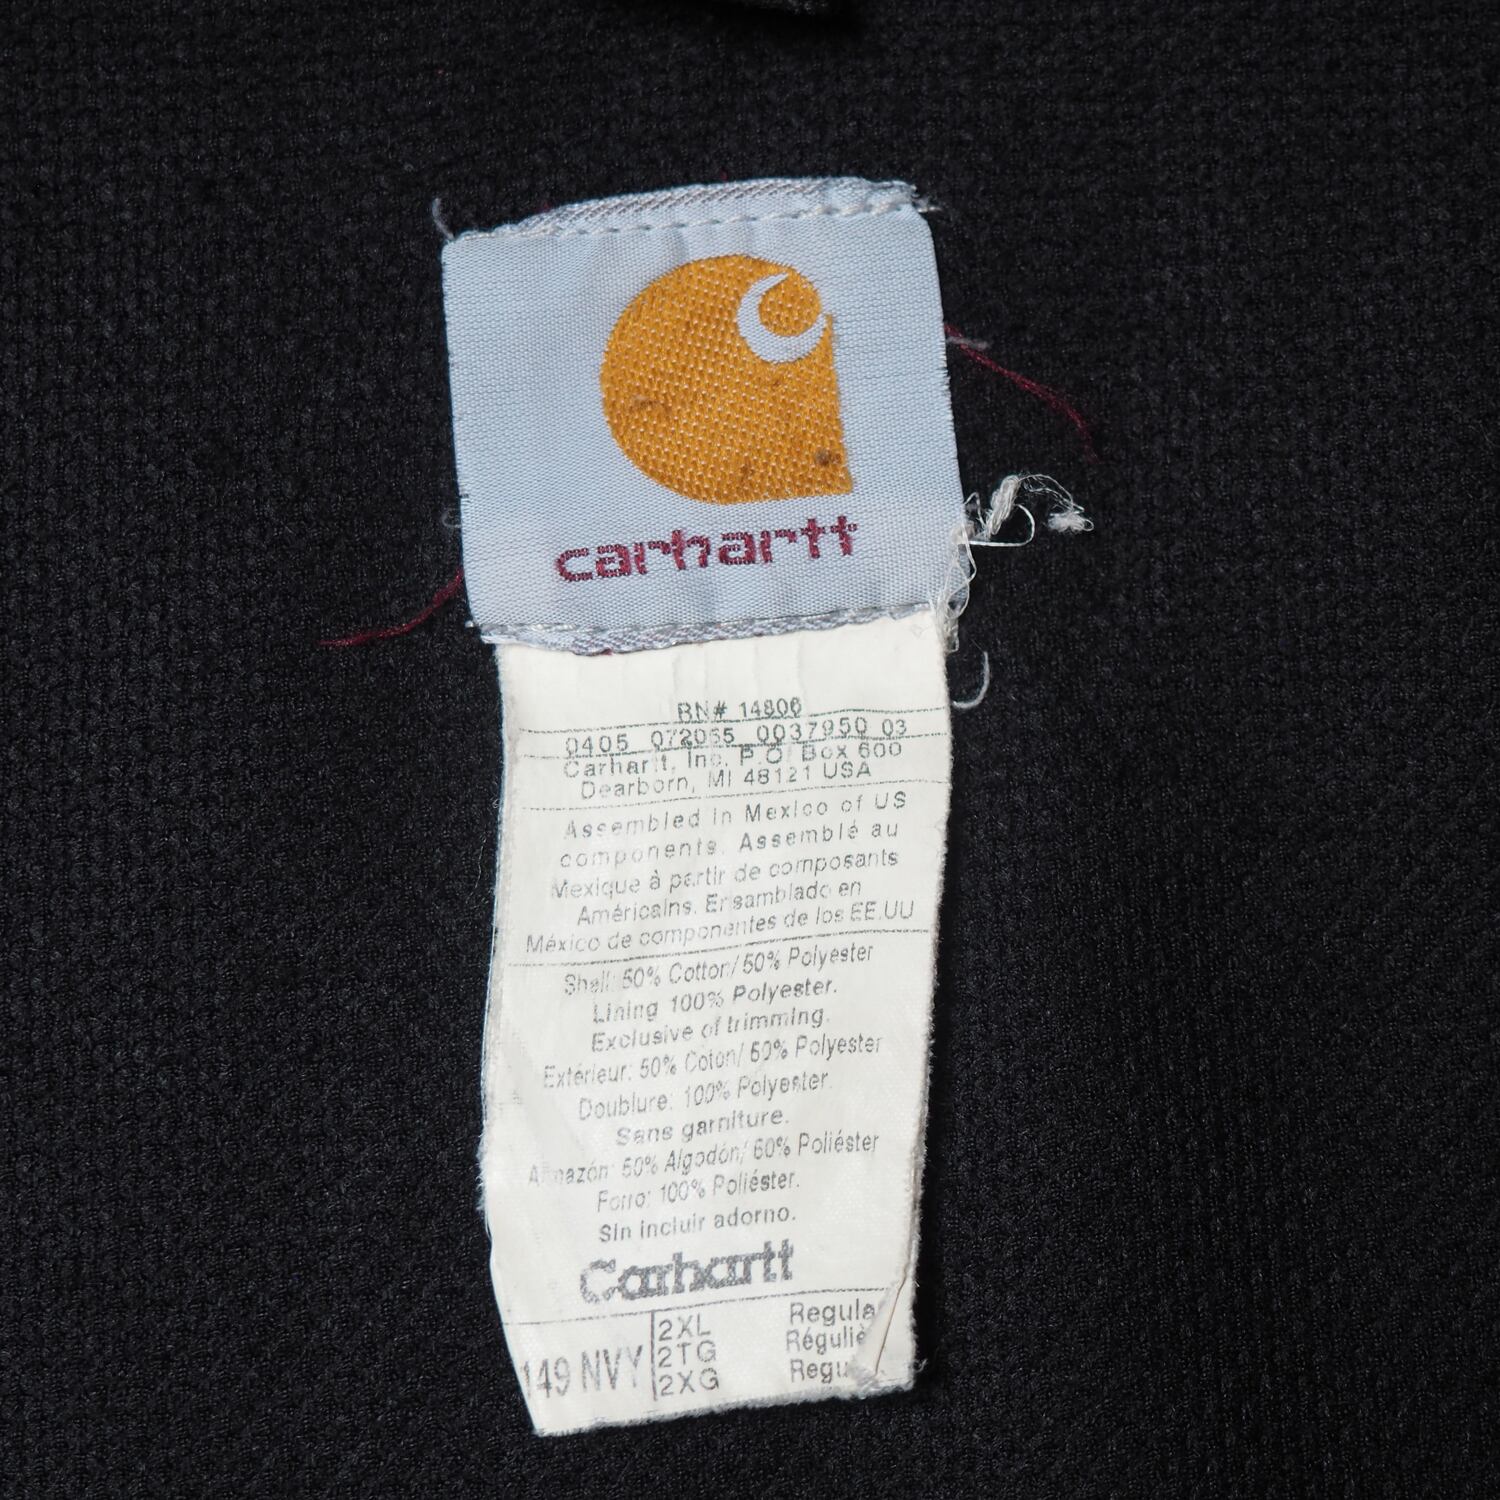 carhartt
RN# 14806
0405 072065 0037950 03
Carhartt, Inc. P.O. Box 600
Dearborn, MI 48121 USA
Assembled in Mexico of US
components. Assemblé au
Mexique à partir de composants
Américains. Ensamblado en
México de componentes de los EE.UU
Shell: 50% Cotton/ 50% Polyester
Lining 100% Polyester.
Exclusive of trimming.
Extérieur: 50% Coton/ 50% Polyester
Doublure: 100% Polyester.
Sans garniture.
Armazón: 50% Algodón/ 50% Poliéster
Forro: 100% Poliéster.
Sin incluir adorno.
Carhartt
149 NVY
2XL Regula
2TG Réguliè
2XG Regu